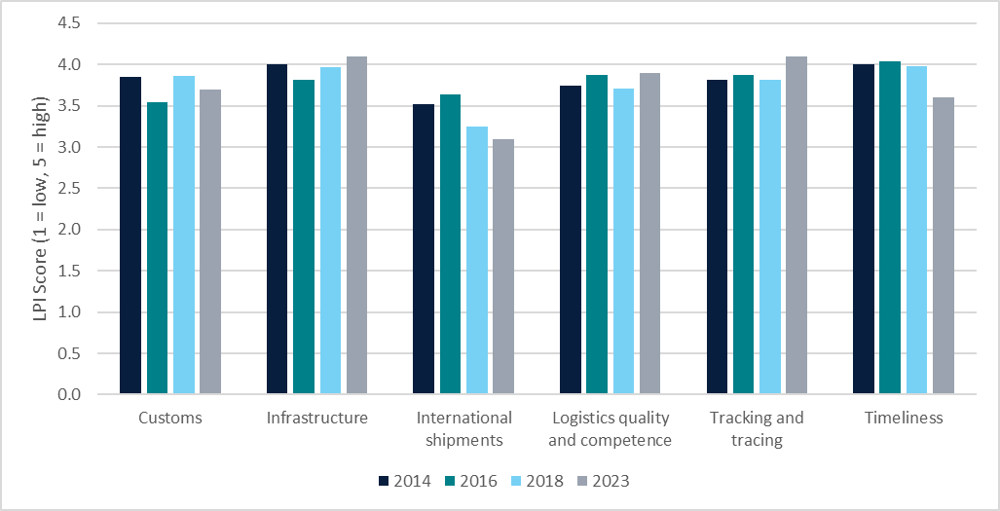 LPI Score (1 = low, 5 = high)
4.5
4.0
3.5
3.0
2.5
2.0
1.5
1.0
0.5
0.0
Customs
Infrastructure
International
shipments
Logistics quality
and competence
Tracking and
tracing
Timeliness
2014 2016 2018 2023